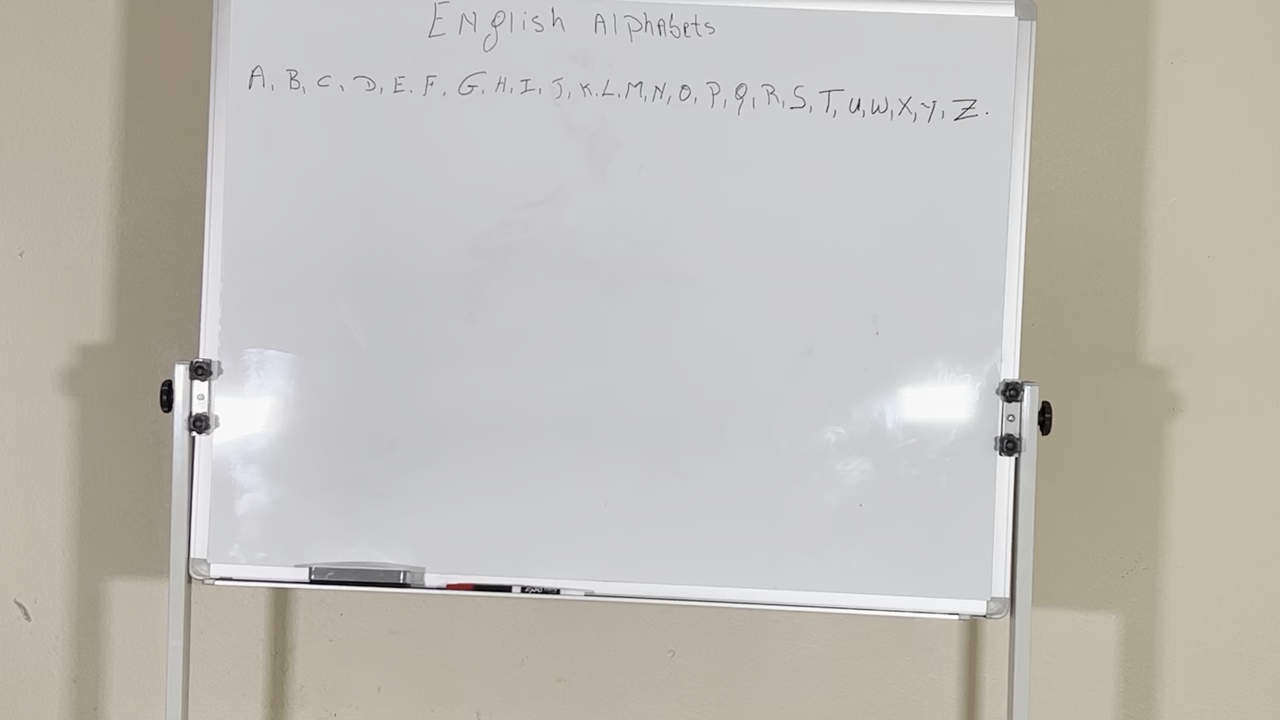 English Alphabets
A, B, C, D, E. F, G, H, I, J, K. L, M, N, O, P, Q, R, S, T, U, W, X, Y, Z.